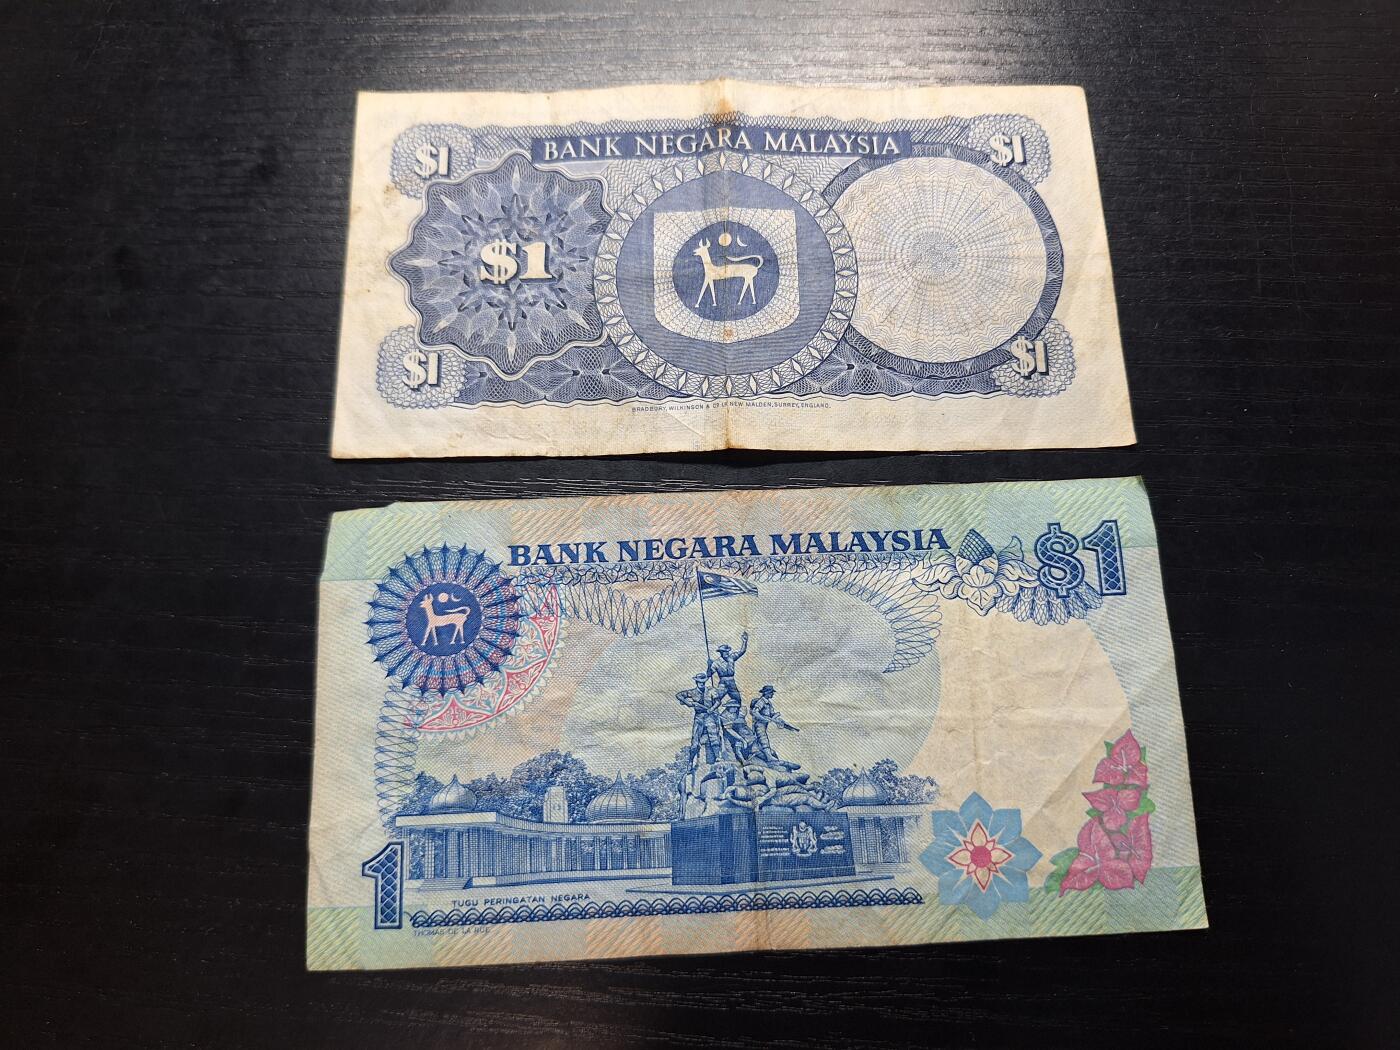 BANK NEGARA MALAYSIA
$1
$1
$1
$1
$1
BRADBURY, WILKINSON & Co Ld NEW MALDEN, SURREY, ENGLAND.
BANK NEGARA MALAYSIA
$1
1
TUGU PERINGATAN NEGARA
THOMAS DE LA RUE